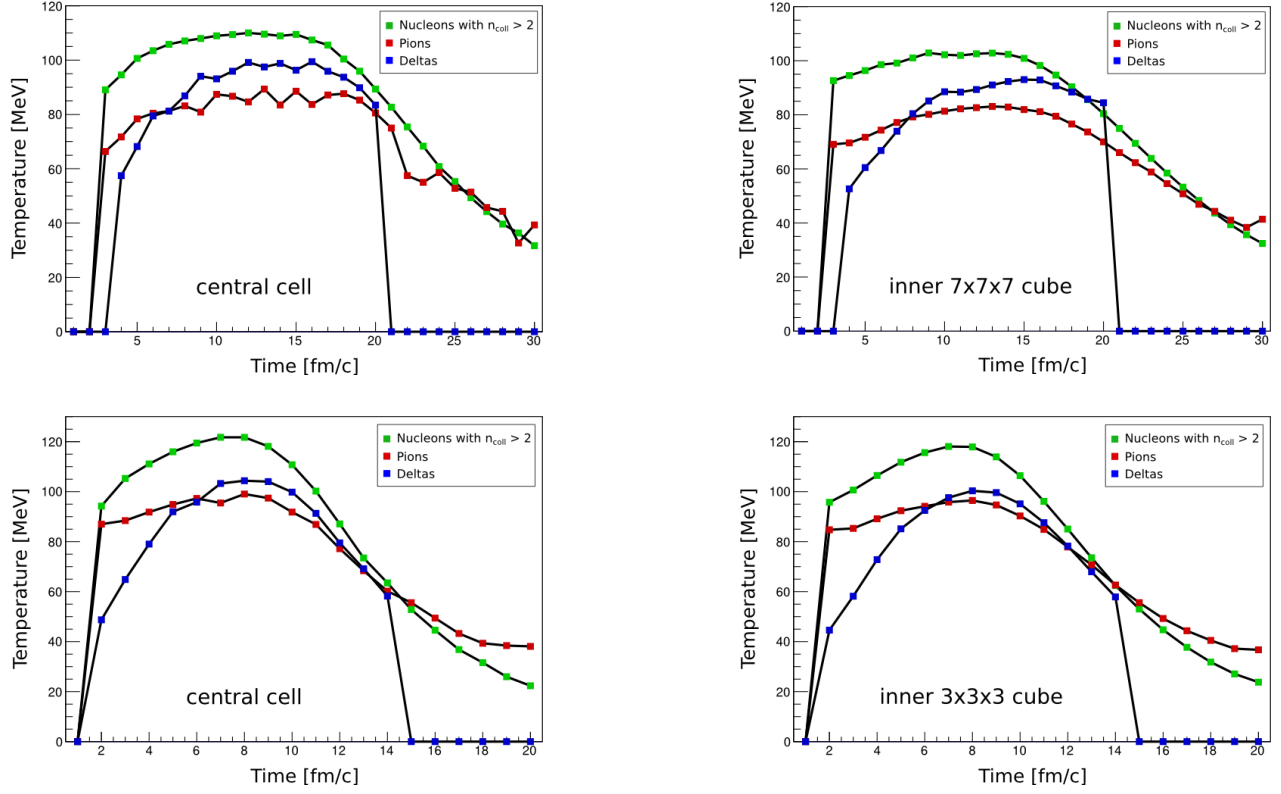 Temperature [MeV]
120
100
80
60
40
20
0
Nucleons with n_coll > 2
Pions
Deltas
central cell
5 10 15 20 25 30
Time [fm/c]
Temperature [MeV]
120
100
80
60
40
20
0
Nucleons with n_coll > 2
Pions
Deltas
inner 7x7x7 cube
5 10 15 20 25 30
Time [fm/c]
Temperature [MeV]
120
100
80
60
40
20
0
Nucleons with n_coll > 2
Pions
Deltas
central cell
2 4 6 8 10 12 14 16 18 20
Time [fm/c]
Temperature [MeV]
120
100
80
60
40
20
0
Nucleons with n_coll > 2
Pions
Deltas
inner 3x3x3 cube
2 4 6 8 10 12 14 16 18 20
Time [fm/c]